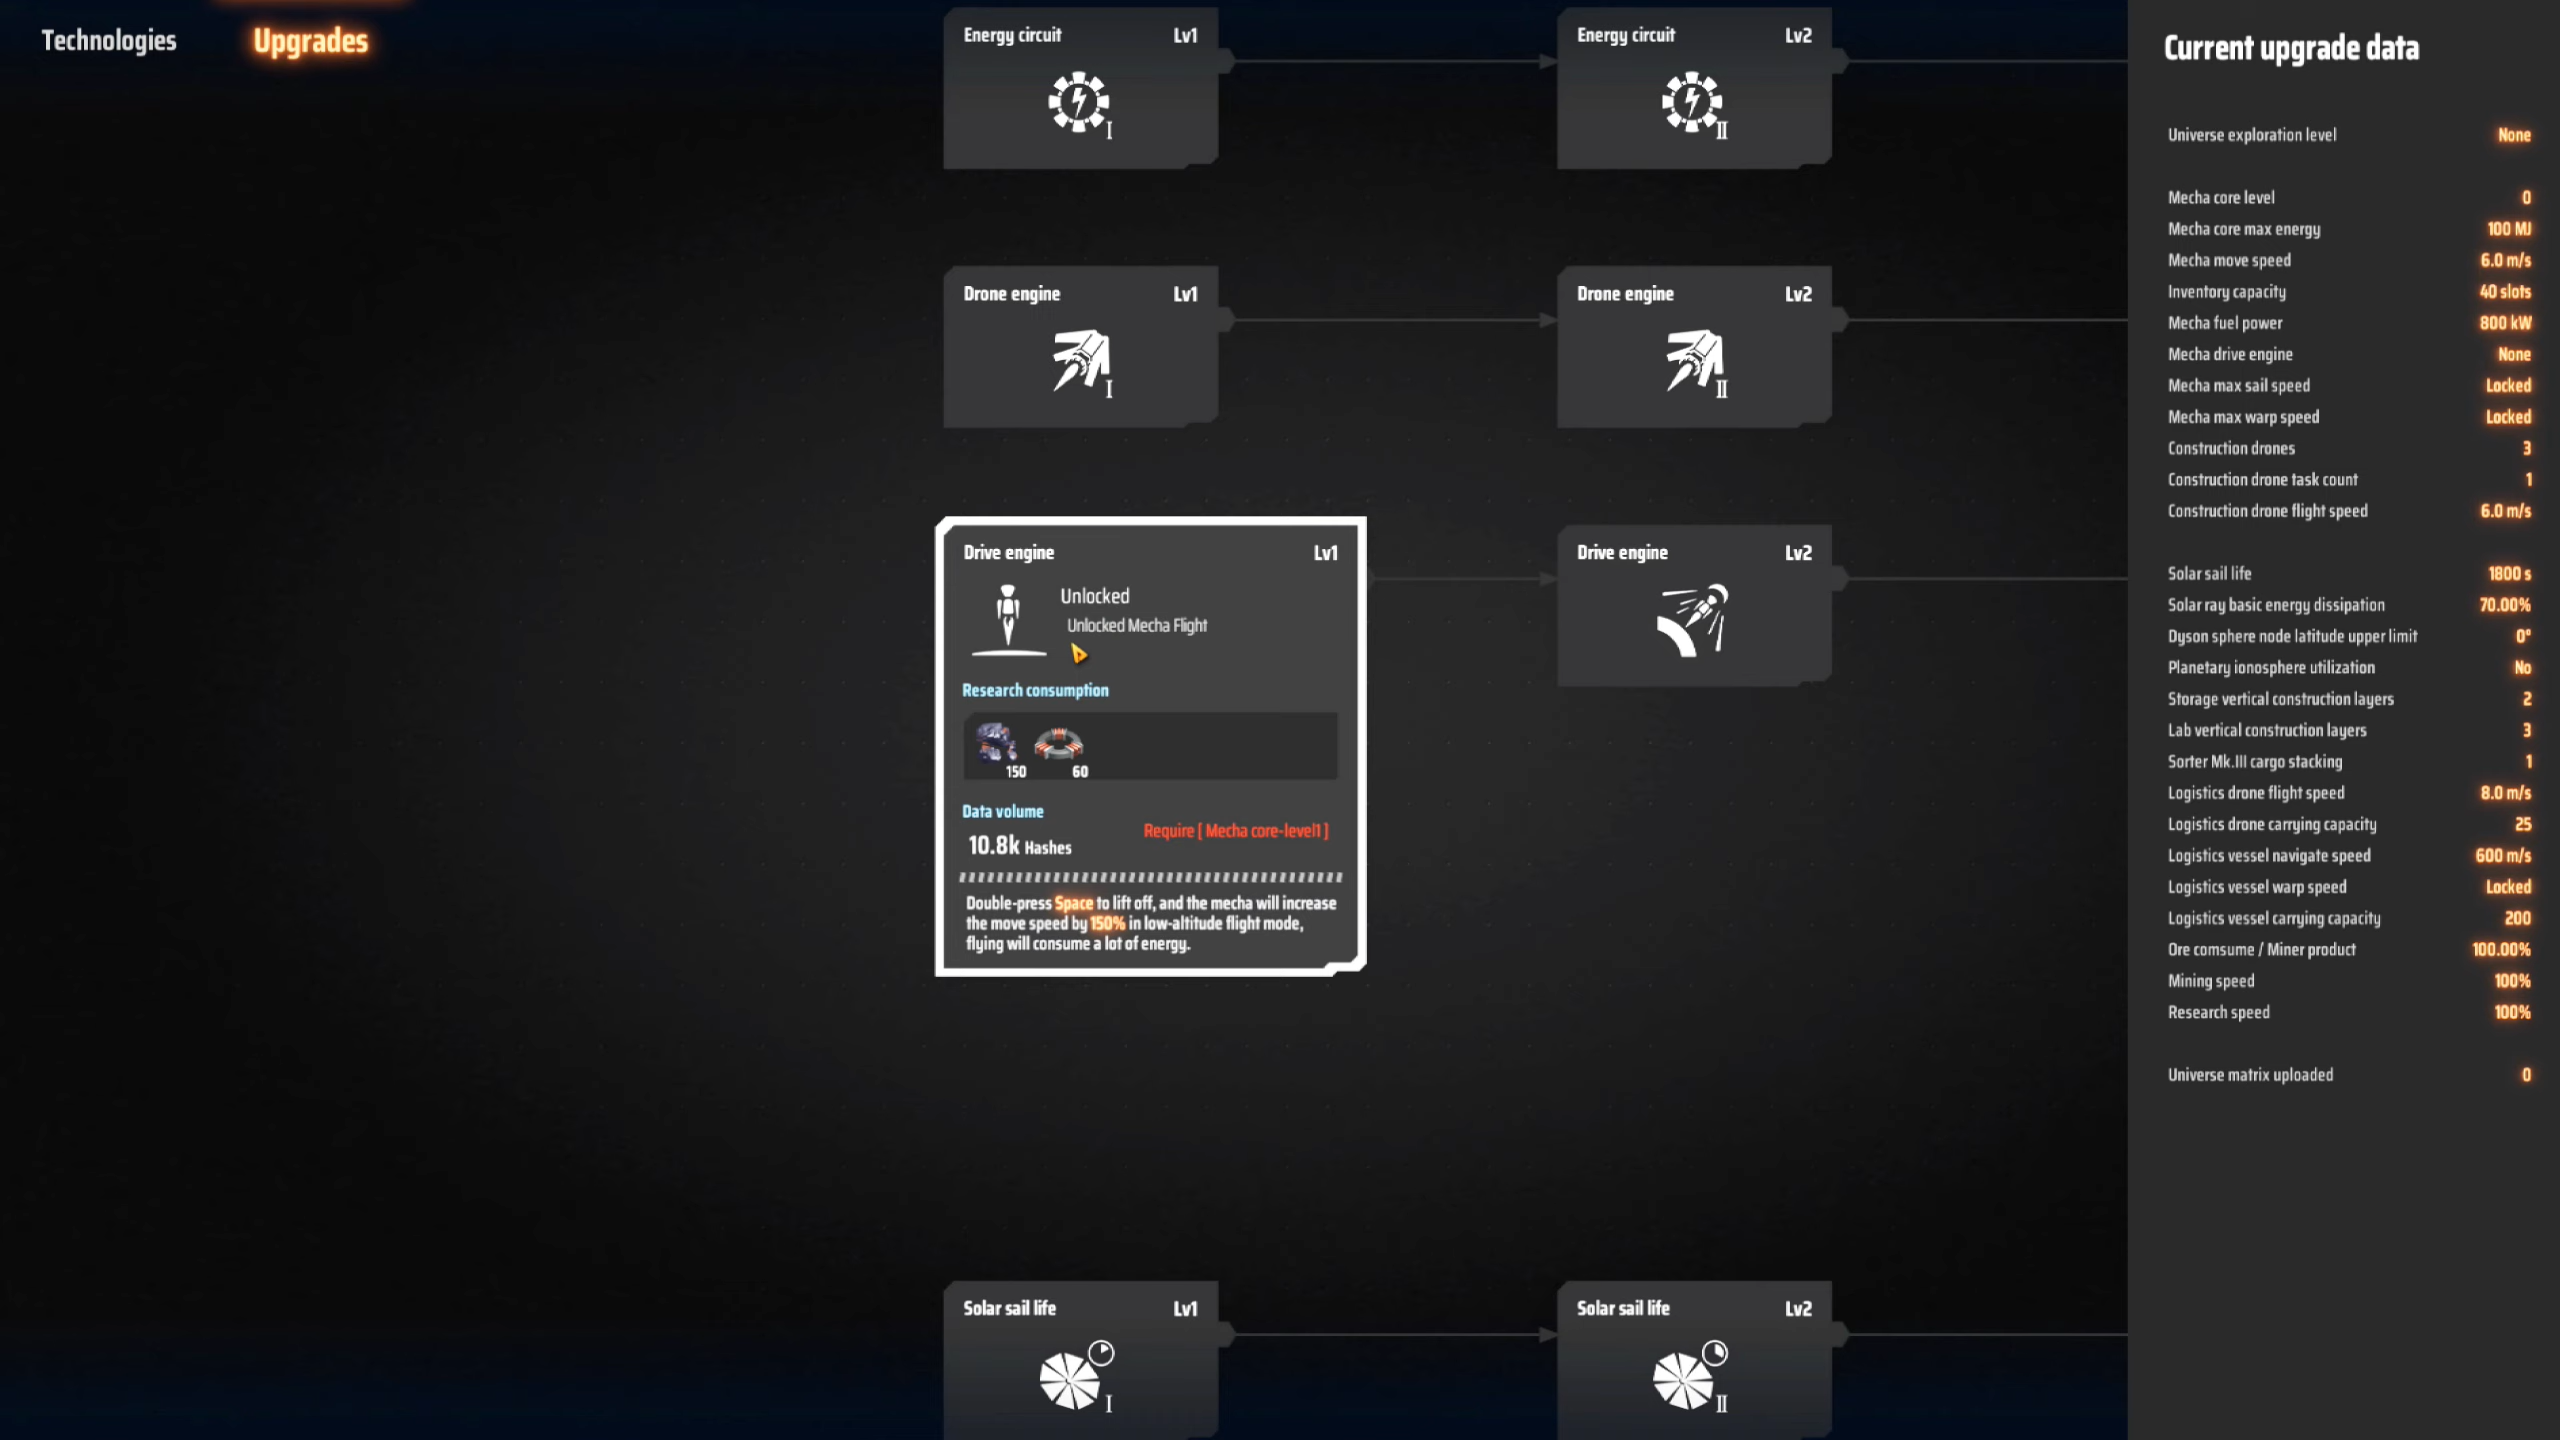 Technologies
Upgrades
Energy circuit Lv1
I
Energy circuit Lv2
II
Drone engine Lv1
I
Drone engine Lv2
II
Drive engine Lv1
Unlocked
Unlocked Mecha Flight
Research consumption
150 60
Data volume
Require [ Mecha core-level1 ]
10.8k Hashes
Double-press Space to lift off, and the mecha will increase
the move speed by 150% in low-altitude flight mode,
flying will consume a lot of energy.
Drive engine Lv2
Solar sail life Lv1
I
Solar sail life Lv2
II
Current upgrade data
Universe exploration level None
Mecha core level 0
Mecha core max energy 100 MJ
Mecha move speed 6.0 m/s
Inventory capacity 40 slots
Mecha fuel power 800 kW
Mecha drive engine None
Mecha max sail speed Locked
Mecha max warp speed Locked
Construction drones 3
Construction drone task count 1
Construction drone flight speed 6.0 m/s
Solar sail life 1800 s
Solar ray basic energy dissipation 70.00%
Dyson sphere node latitude upper limit 0°
Planetary ionosphere utilization No
Storage vertical construction layers 2
Lab vertical construction layers 3
Sorter Mk.III cargo stacking 1
Logistics drone flight speed 8.0 m/s
Logistics drone carrying capacity 25
Logistics vessel navigate speed 600 m/s
Logistics vessel warp speed Locked
Logistics vessel carrying capacity 200
Ore comsume / Miner product 100.00%
Mining speed 100%
Research speed 100%
Universe matrix uploaded 0